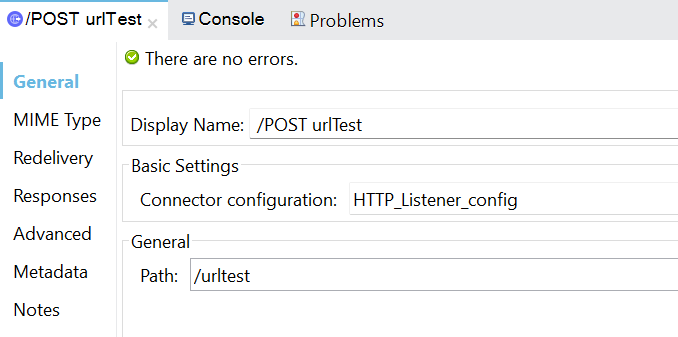 /POST urlTest
Console
Problems
There are no errors.
General
MIME Type
Redelivery
Responses
Advanced
Metadata
Notes
Display Name: /POST urlTest
Basic Settings
Connector configuration: HTTP_Listener_config
General
Path: /urltest